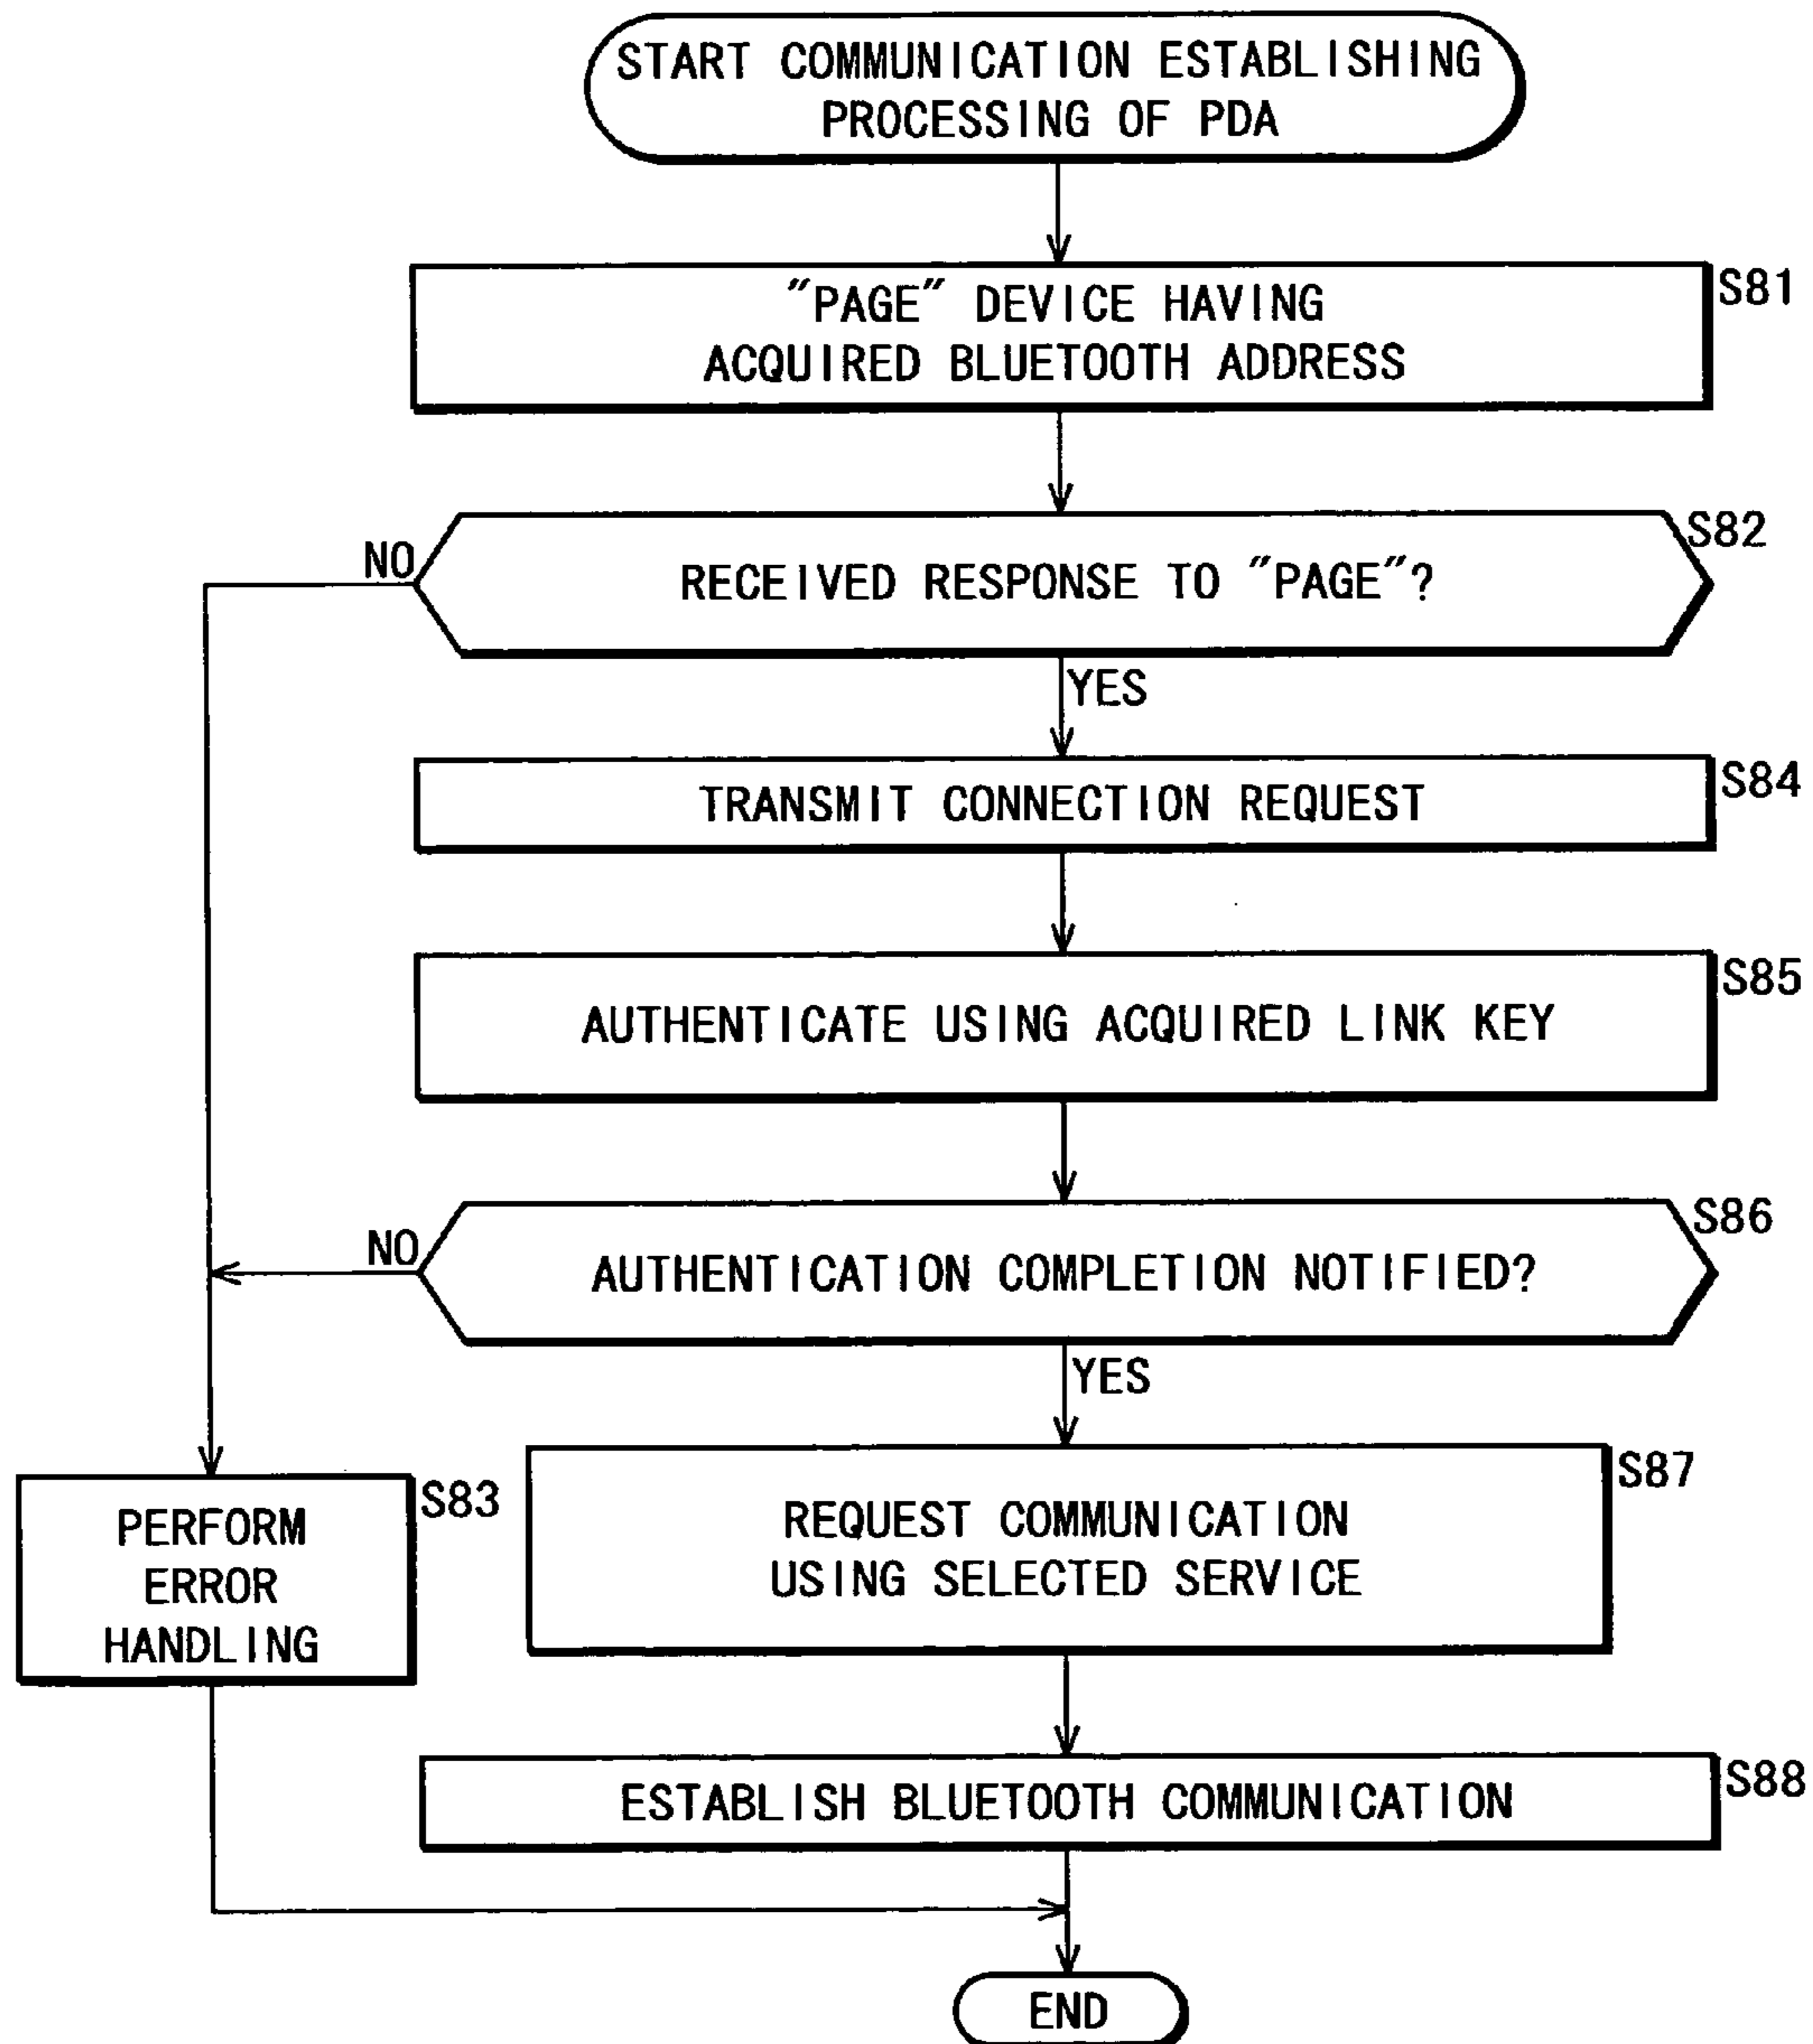 START COMMUNICATION ESTABLISHING
PROCESSING OF PDA
"PAGE" DEVICE HAVING
ACQUIRED BLUETOOTH ADDRESS
S81
RECEIVED RESPONSE TO "PAGE"?
S82
NO
YES
TRANSMIT CONNECTION REQUEST
S84
AUTHENTICATE USING ACQUIRED LINK KEY
S85
AUTHENTICATION COMPLETION NOTIFIED?
S86
NO
YES
PERFORM
ERROR
HANDLING
S83
REQUEST COMMUNICATION
USING SELECTED SERVICE
S87
ESTABLISH BLUETOOTH COMMUNICATION
S88
END